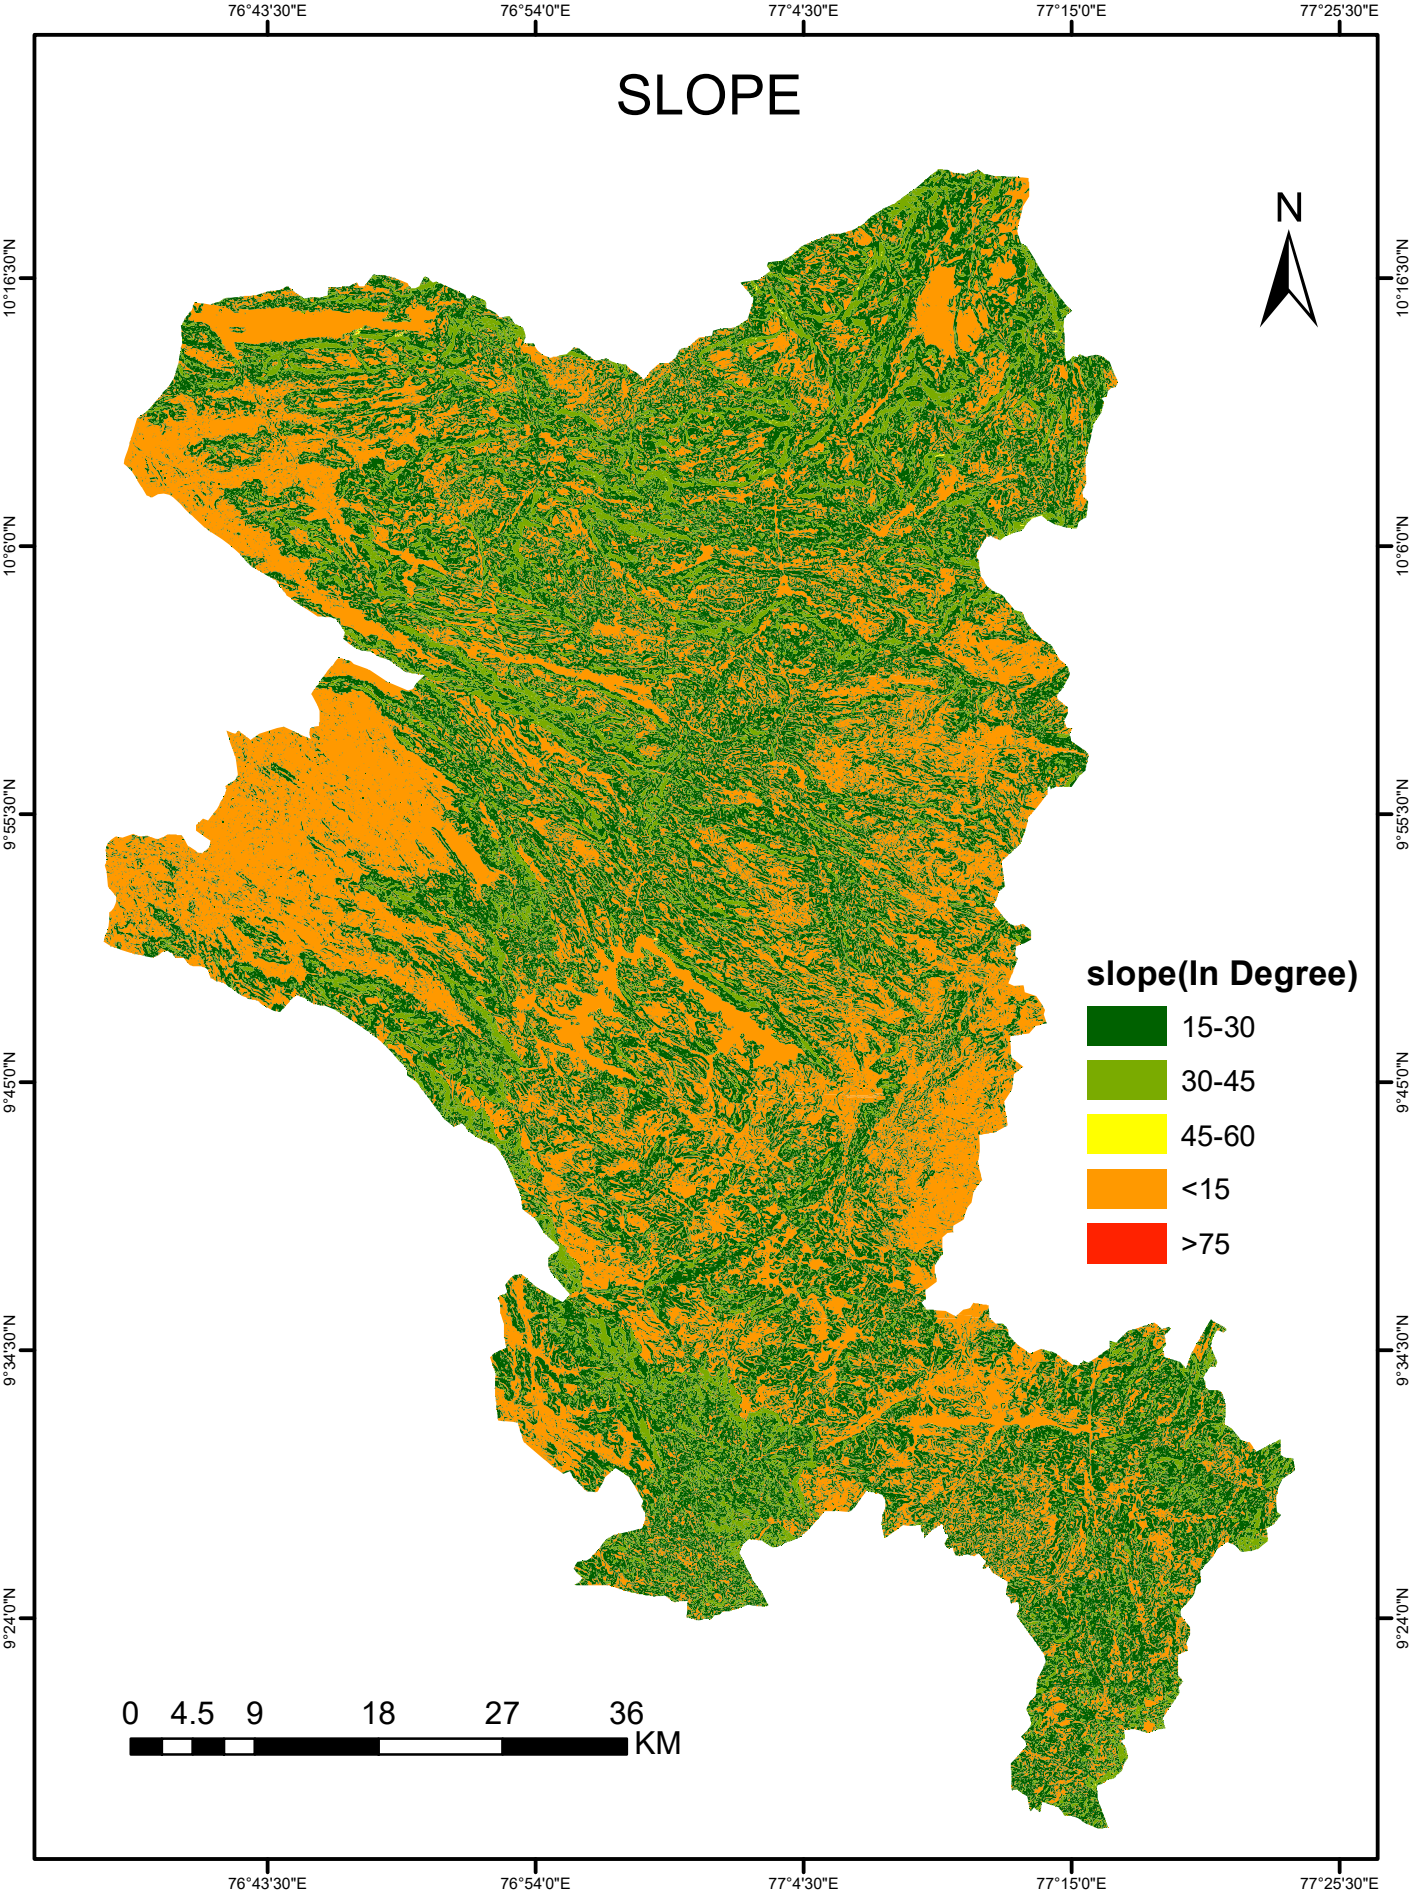 76°43'30"E 76°54'0"E 77°4'30"E 77°15'0"E 77°25'30"E
SLOPE
N
10°16'30"N 10°16'30"N
10°6'0"N 10°6'0"N
9°55'30"N 9°55'30"N
slope(In Degree)
15-30
30-45
9°45'0"N 9°45'0"N
45-60
<15
>75
9°34'30"N 9°34'30"N
9°24'0"N 9°24'0"N
0 4.5 9 18 27 36
KM
76°43'30"E 76°54'0"E 77°4'30"E 77°15'0"E 77°25'30"E